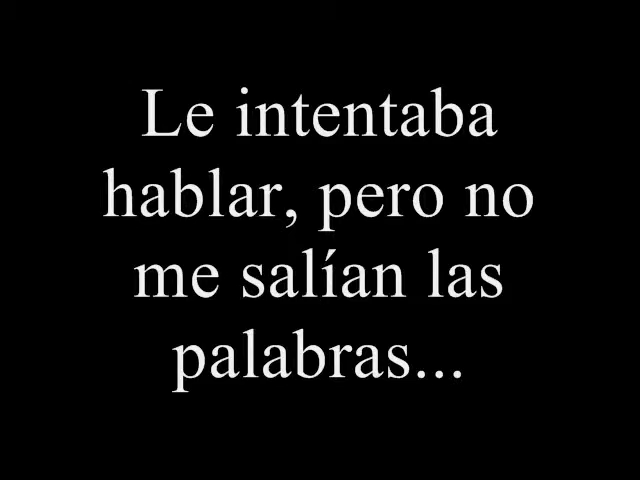 Le intentaba
hablar, pero no
me salían las
palabras...